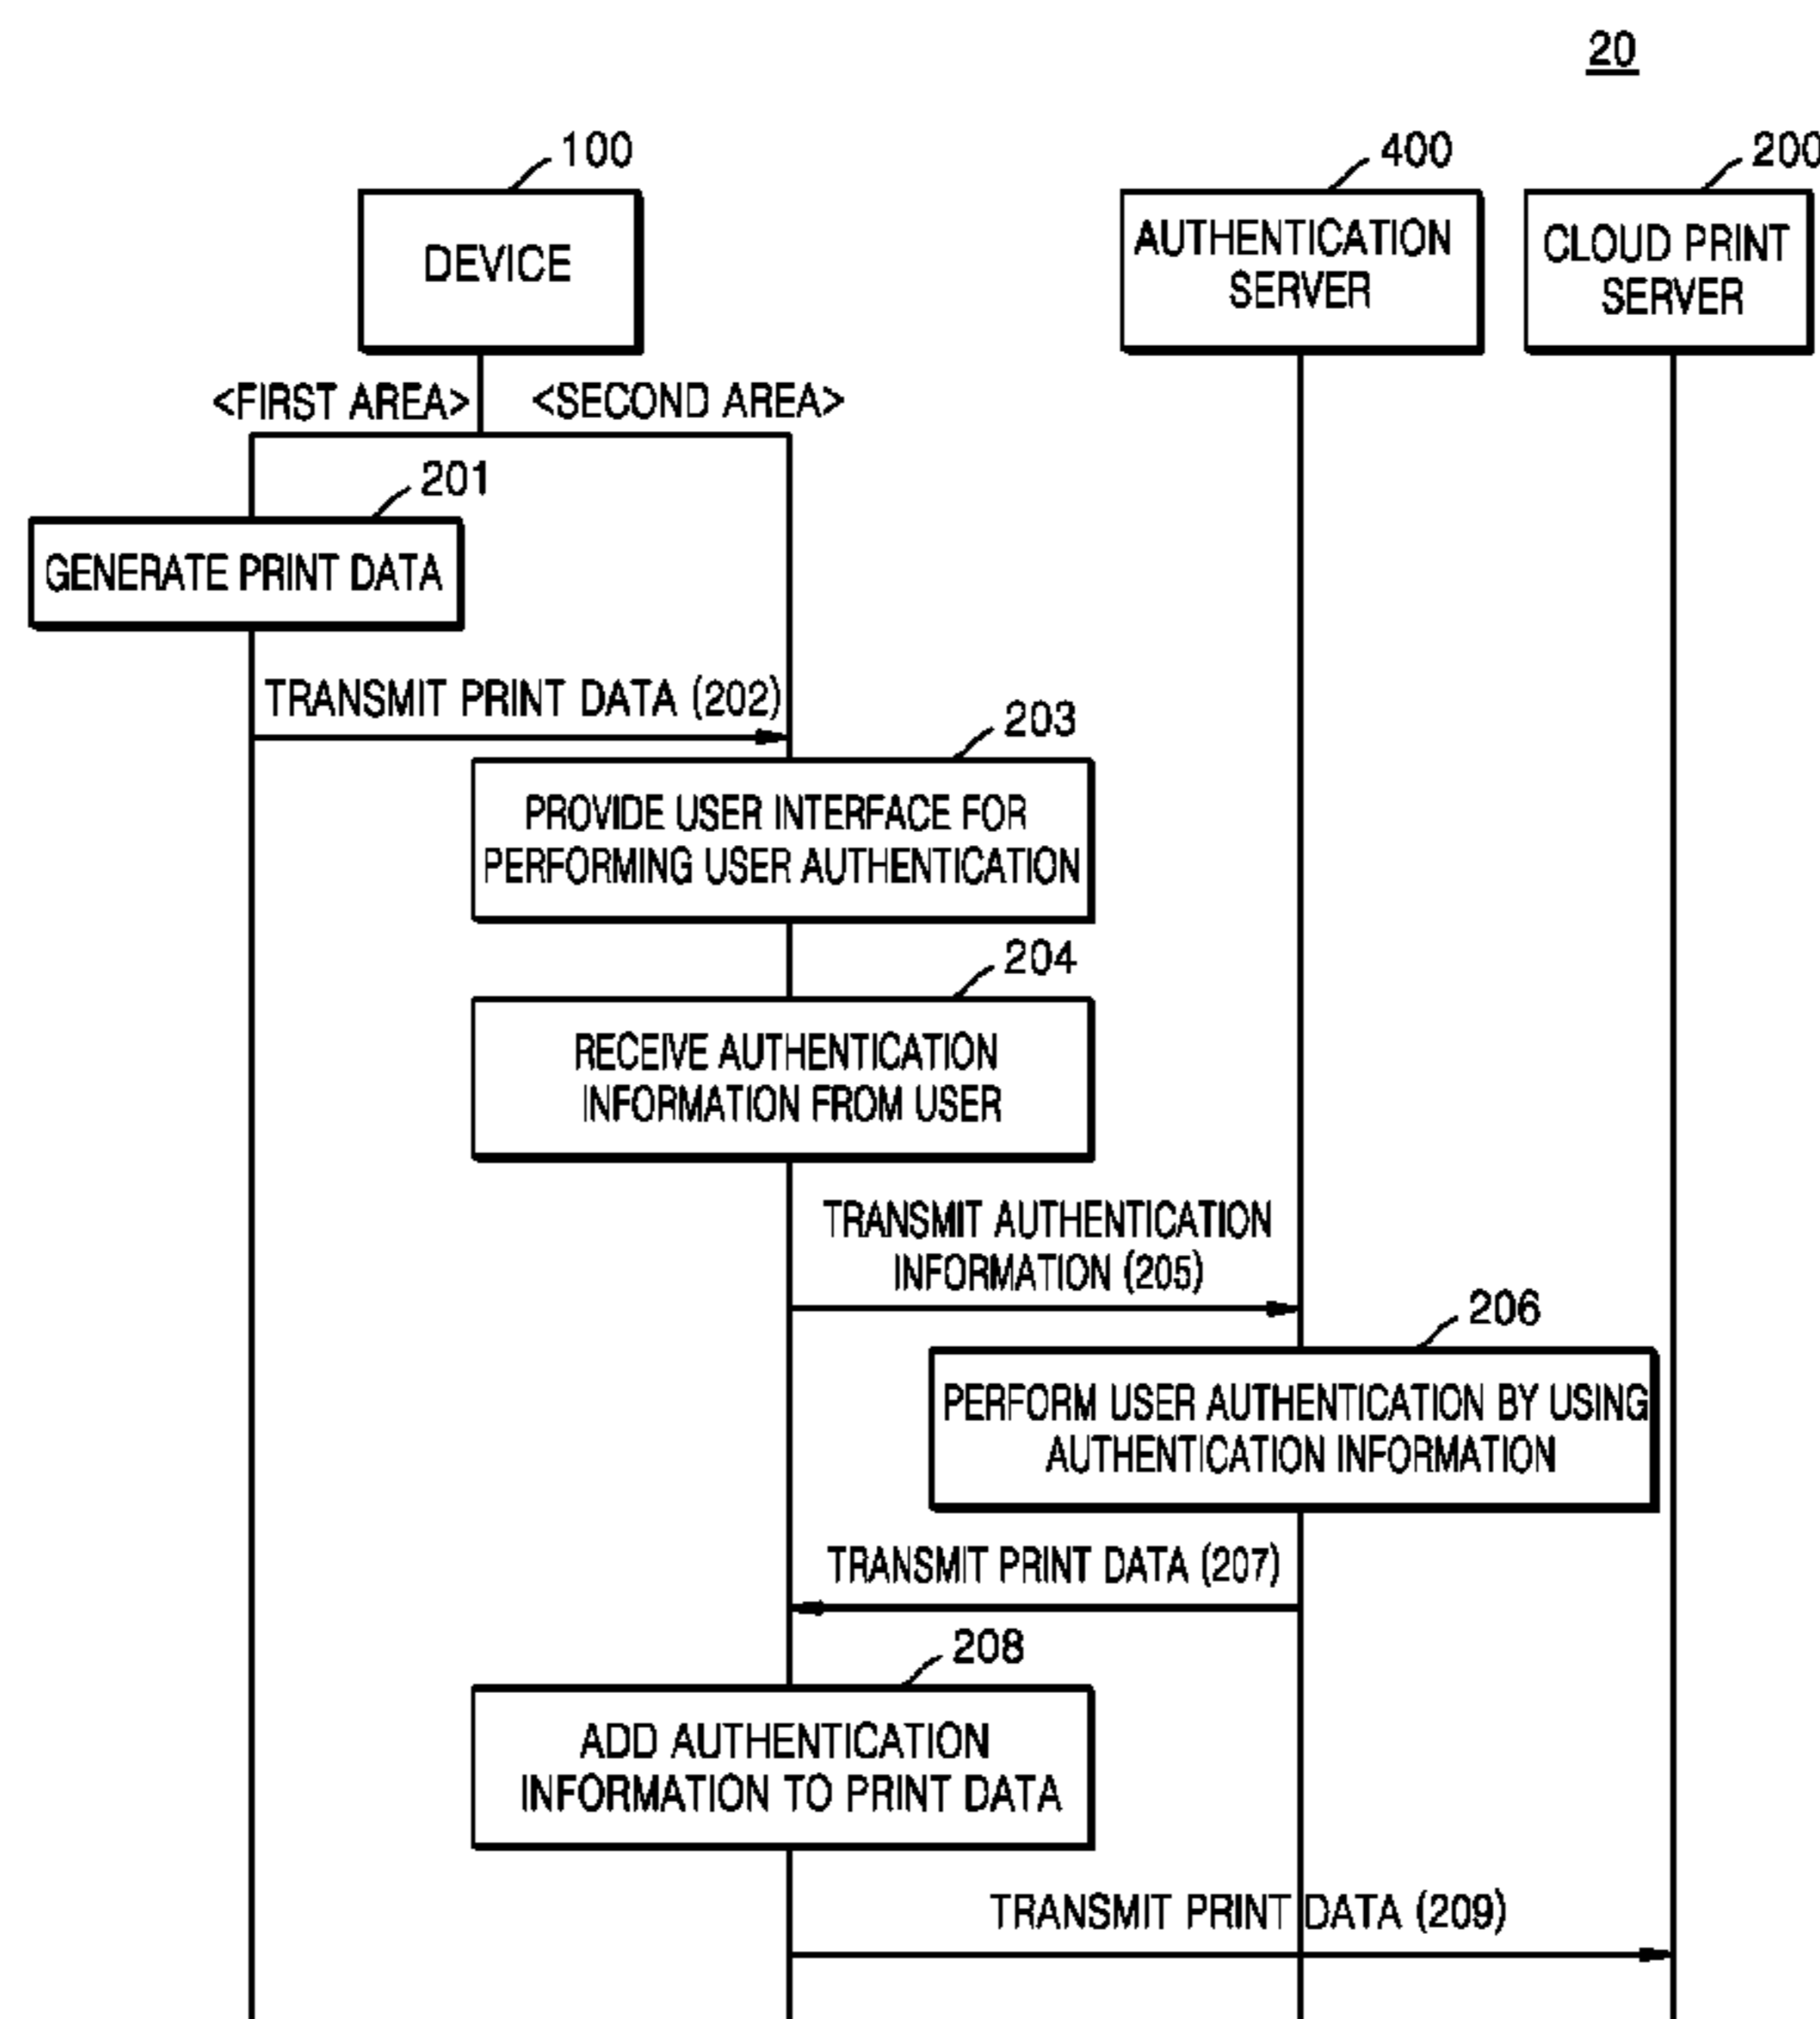 20
100
400
200
DEVICE
AUTHENTICATION
SERVER
CLOUD PRINT
SERVER
<FIRST AREA>
<SECOND AREA>
201
GENERATE PRINT DATA
TRANSMIT PRINT DATA (202)
203
PROVIDE USER INTERFACE FOR
PERFORMING USER AUTHENTICATION
204
RECEIVE AUTHENTICATION
INFORMATION FROM USER
TRANSMIT AUTHENTICATION
INFORMATION (205)
206
PERFORM USER AUTHENTICATION BY USING
AUTHENTICATION INFORMATION
TRANSMIT PRINT DATA (207)
208
ADD AUTHENTICATION
INFORMATION TO PRINT DATA
TRANSMIT PRINT DATA (209)